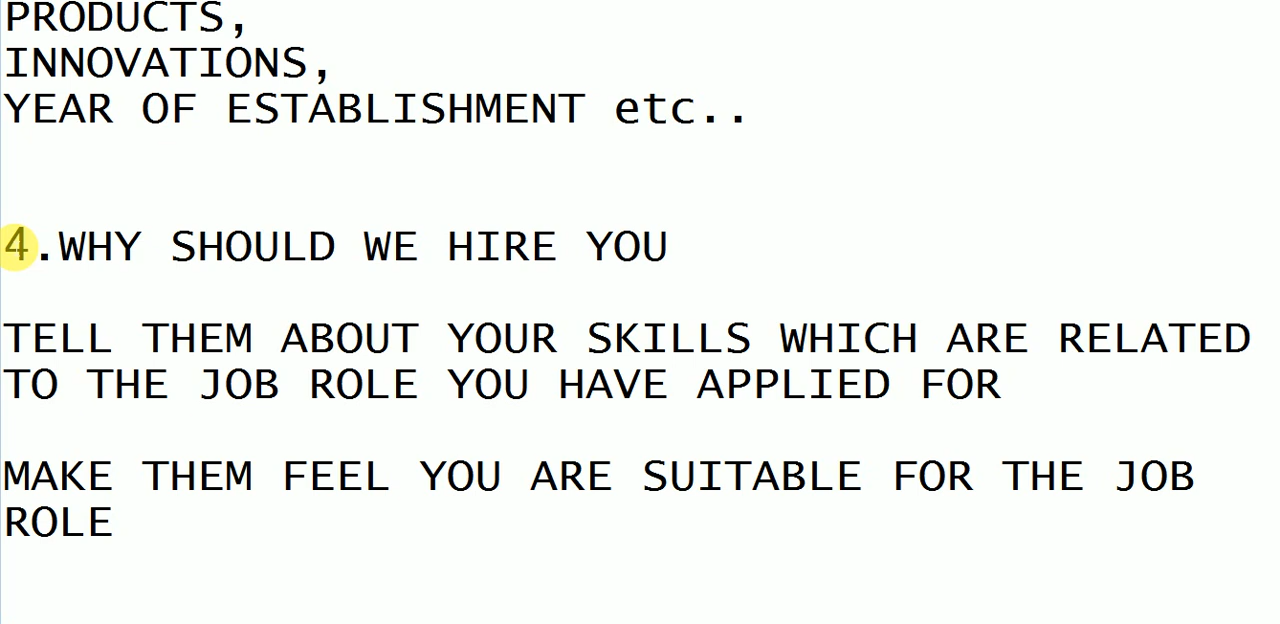 PRODUCTS,
INNOVATIONS,
YEAR OF ESTABLISHMENT etc..
4.WHY SHOULD WE HIRE YOU
TELL THEM ABOUT YOUR SKILLS WHICH ARE RELATED
TO THE JOB ROLE YOU HAVE APPLIED FOR
MAKE THEM FEEL YOU ARE SUITABLE FOR THE JOB
ROLE